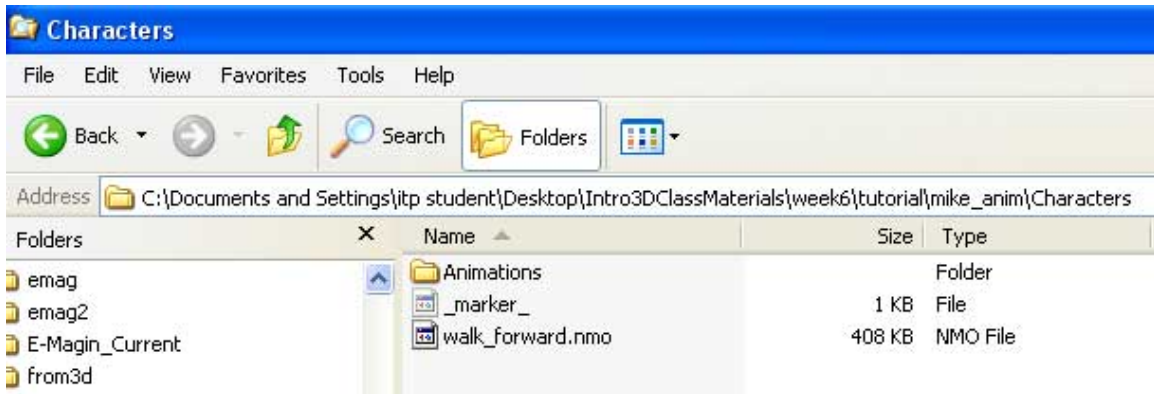 Characters
File Edit View Favorites Tools Help
Back Search Folders
Address C:\Documents and Settings\itp student\Desktop\Intro3DClassMaterials\week6\tutorial\mike_anim\Characters
Folders x Name Size Type
emag
emag2
E-Magin_Current
from3d
Animations Folder
_marker_ 1 KB File
walk_forward.nmo 408 KB NMO File